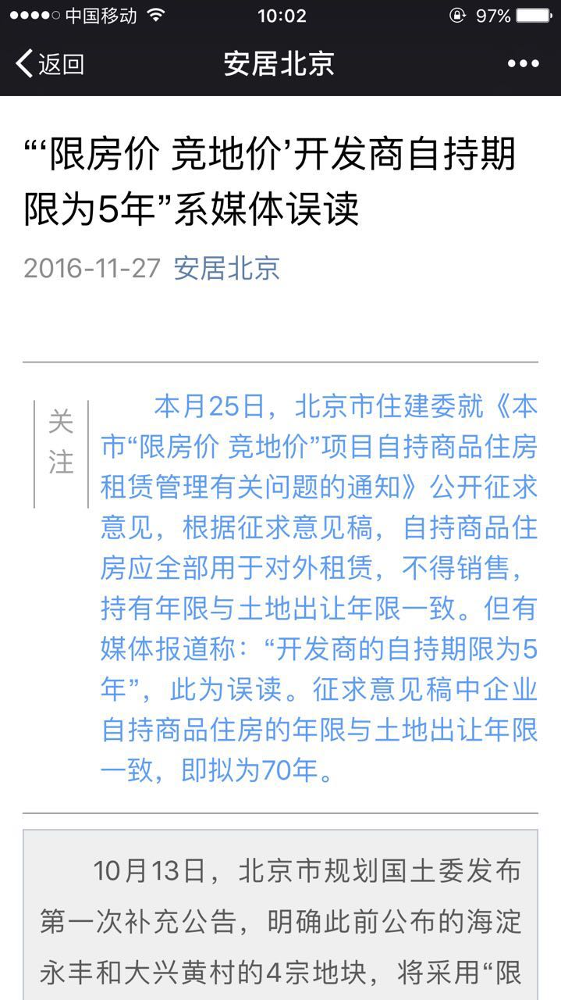 中国移动 10:02 97%
返回 安居北京
“‘限房价 竞地价’开发商自持期
限为5年”系媒体误读
2016-11-27 安居北京
关
注
本月25日，北京市住建委就《本
市“限房价 竞地价”项目自持商品住房
租赁管理有关问题的通知》公开征求
意见，根据征求意见稿，自持商品住
房应全部用于对外租赁，不得销售，
持有年限与土地出让年限一致。但有
媒体报道称：“开发商的自持期限为5
年”，此为误读。征求意见稿中企业
自持商品住房的年限与土地出让年限
一致，即拟为70年。
10月13日，北京市规划国土委发布
第一次补充公告，明确此前公布的海淀
永丰和大兴黄村的4宗地块，将采用“限